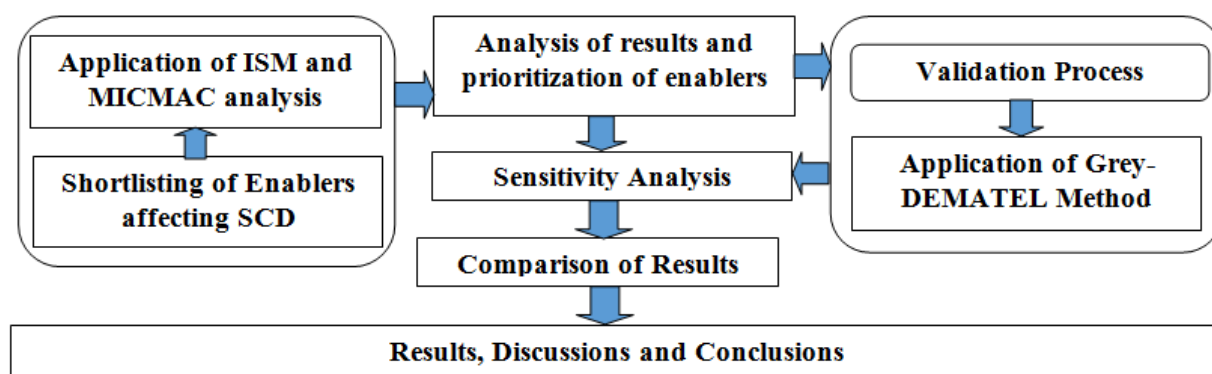 Application of ISM and
MICMAC analysis
Shortlisting of Enablers
affecting SCD
Analysis of results and
prioritization of enablers
Sensitivity Analysis
Comparison of Results
Validation Process
Application of Grey-
DEMATEL Method
Results, Discussions and Conclusions